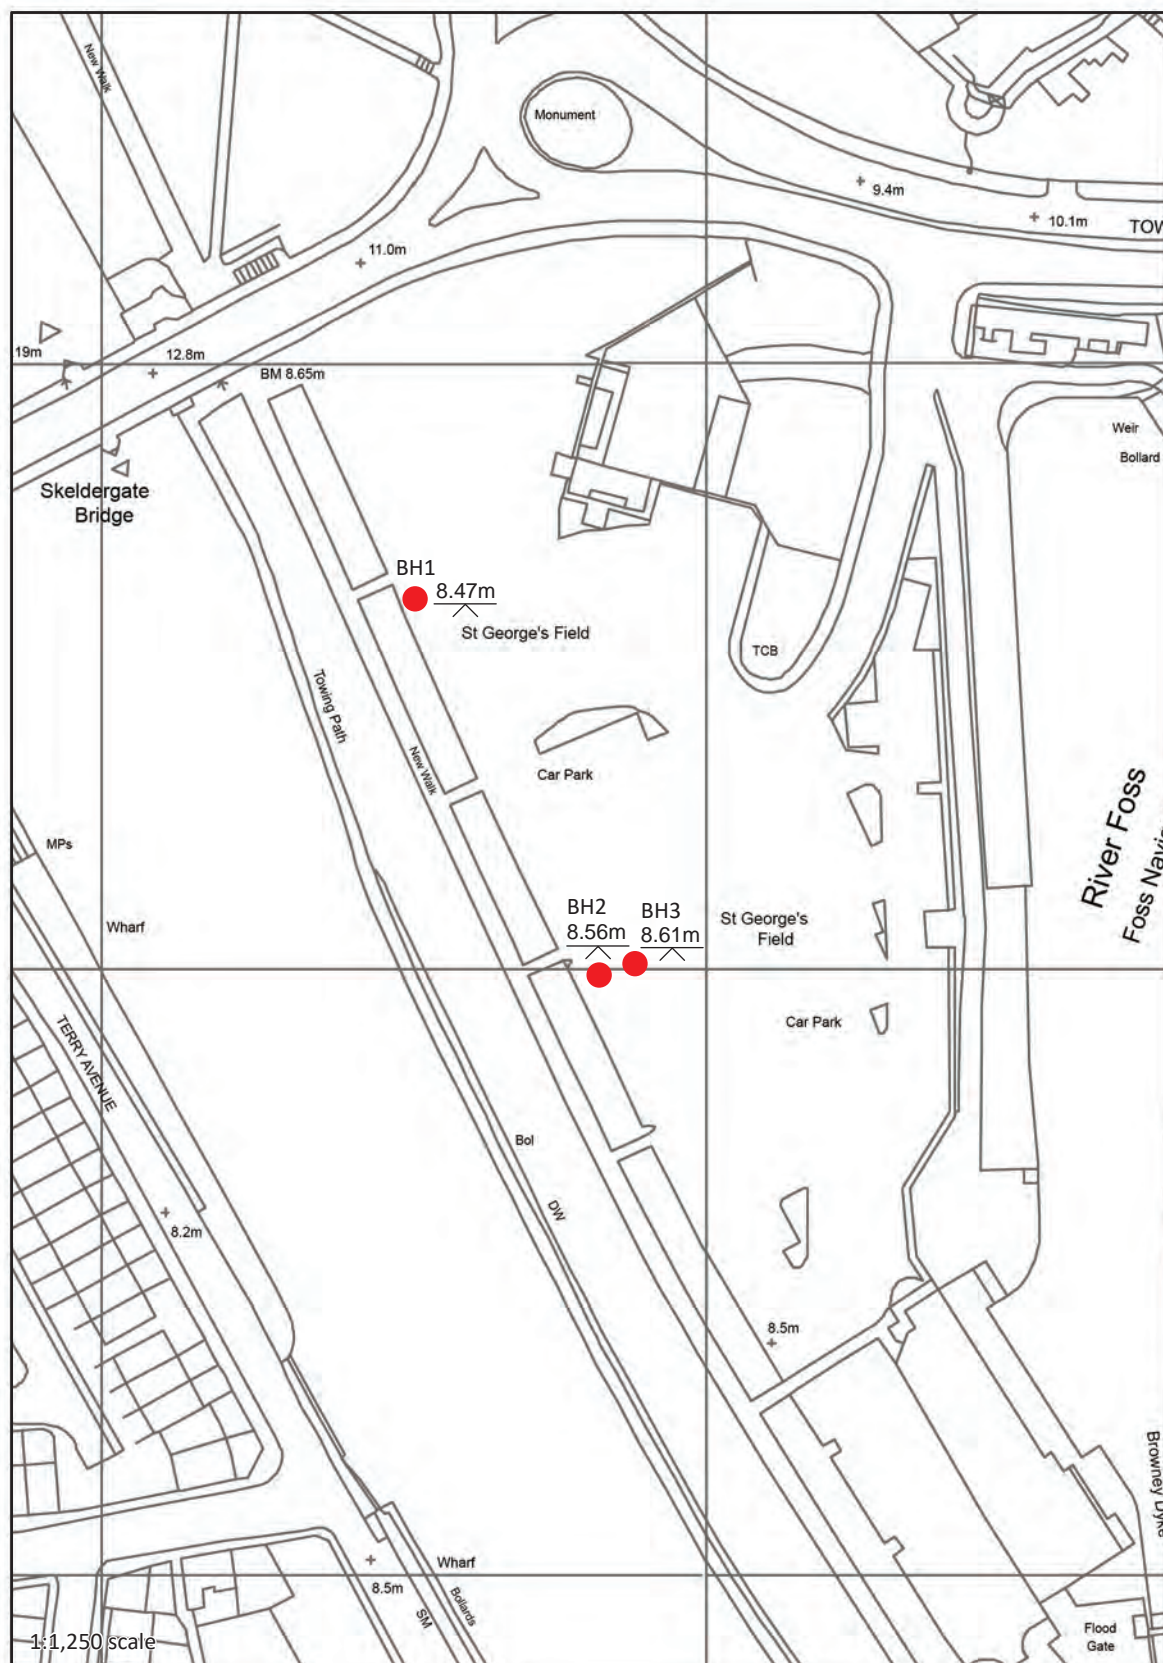 New Walk
Monument
9.4m
10.1m
TOW
11.0m
19m
12.8m
BM 8.65m
Weir
Bollard
Skeldergate
Bridge
BH1
8.47m
St George's Field
TCB
Towing Path
New Walk
Car Park
River Foss
Foss Navig
MPs
Wharf
BH2
8.56m
BH3
8.61m
St George's
Field
Car Park
TERRY AVENUE
Bol
DW
8.2m
8.5m
Browney Dyke
Wharf
8.5m
Bollards
SM
Flood
Gate
1:1,250 scale